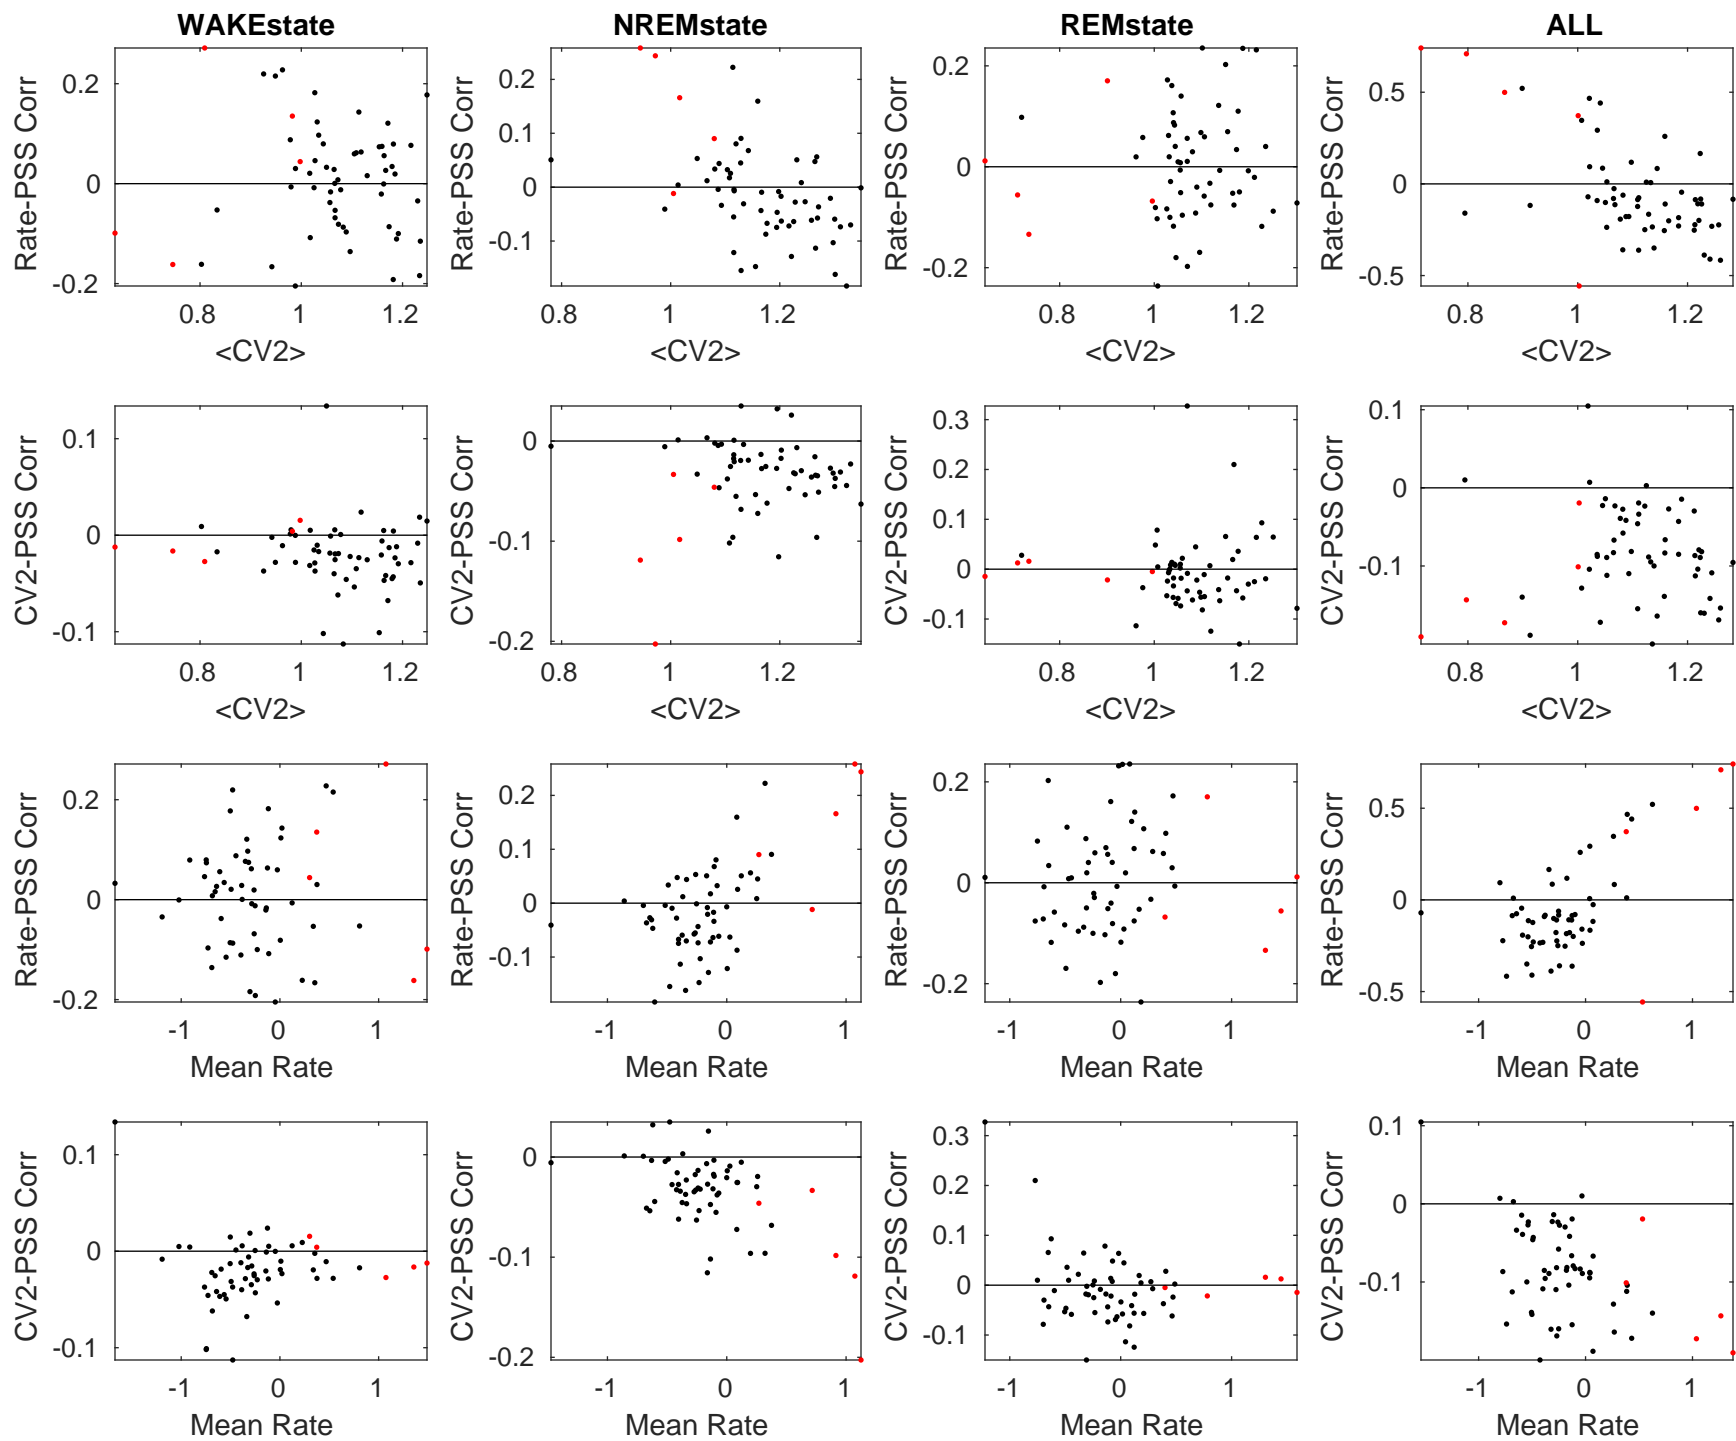 WAKEstate NREMstate REMstate ALL
Rate-PSS Corr 0.2 0 -0.2 0.8 1 1.2 <CV2>
Rate-PSS Corr 0.2 0.1 0 -0.1 0.8 1 1.2 <CV2>
Rate-PSS Corr 0.2 0 -0.2 0.8 1 1.2 <CV2>
Rate-PSS Corr 0.5 0 -0.5 0.8 1 1.2 <CV2>
CV2-PSS Corr 0.1 0 -0.1 0.8 1 1.2 <CV2>
CV2-PSS Corr 0 -0.1 -0.2 0.8 1 1.2 <CV2>
CV2-PSS Corr 0.3 0.2 0.1 0 -0.1 0.8 1 1.2 <CV2>
CV2-PSS Corr 0.1 0 -0.1 0.8 1 1.2 <CV2>
Rate-PSS Corr 0.2 0 -0.2 -1 0 1 Mean Rate
Rate-PSS Corr 0.2 0.1 0 -0.1 -1 0 1 Mean Rate
Rate-PSS Corr 0.2 0 -0.2 -1 0 1 Mean Rate
Rate-PSS Corr 0.5 0 -0.5 -1 0 1 Mean Rate
CV2-PSS Corr 0.1 0 -0.1 -1 0 1 Mean Rate
CV2-PSS Corr 0 -0.1 -0.2 -1 0 1 Mean Rate
CV2-PSS Corr 0.3 0.2 0.1 0 -0.1 -1 0 1 Mean Rate
CV2-PSS Corr 0.1 0 -0.1 -1 0 1 Mean Rate